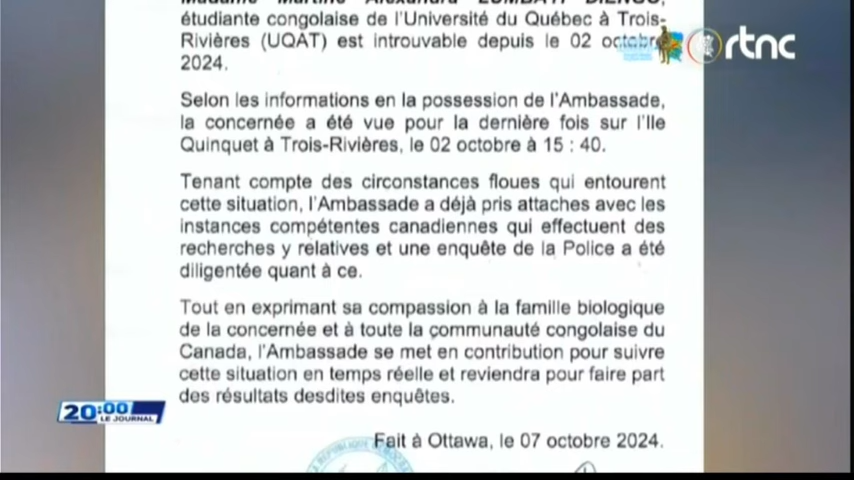 étudiante congolaise de l'Université du Québec à Trois-
Rivières (UQAT) est introuvable depuis le 02 octobre
2024.
rtnc
Selon les informations en la possession de l'Ambassade,
la concernée a été vue pour la dernière fois sur l'Ile
Quinquet à Trois-Rivières, le 02 octobre à 15 : 40.
Tenant compte des circonstances floues qui entourent
cette situation, l'Ambassade a déjà pris attaches avec les
instances compétentes canadiennes qui effectuent des
recherches y relatives et une enquête de la Police a été
diligentée quant à ce.
Tout en exprimant sa compassion à la famille biologique
de la concernée et à toute la communauté congolaise du
Canada, l'Ambassade se met en contribution pour suivre
cette situation en temps réelle et reviendra pour faire part
des résultats desdites enquêtes.
20:00
LE JOURNAL
Fait à Ottawa, le 07 octobre 2024.